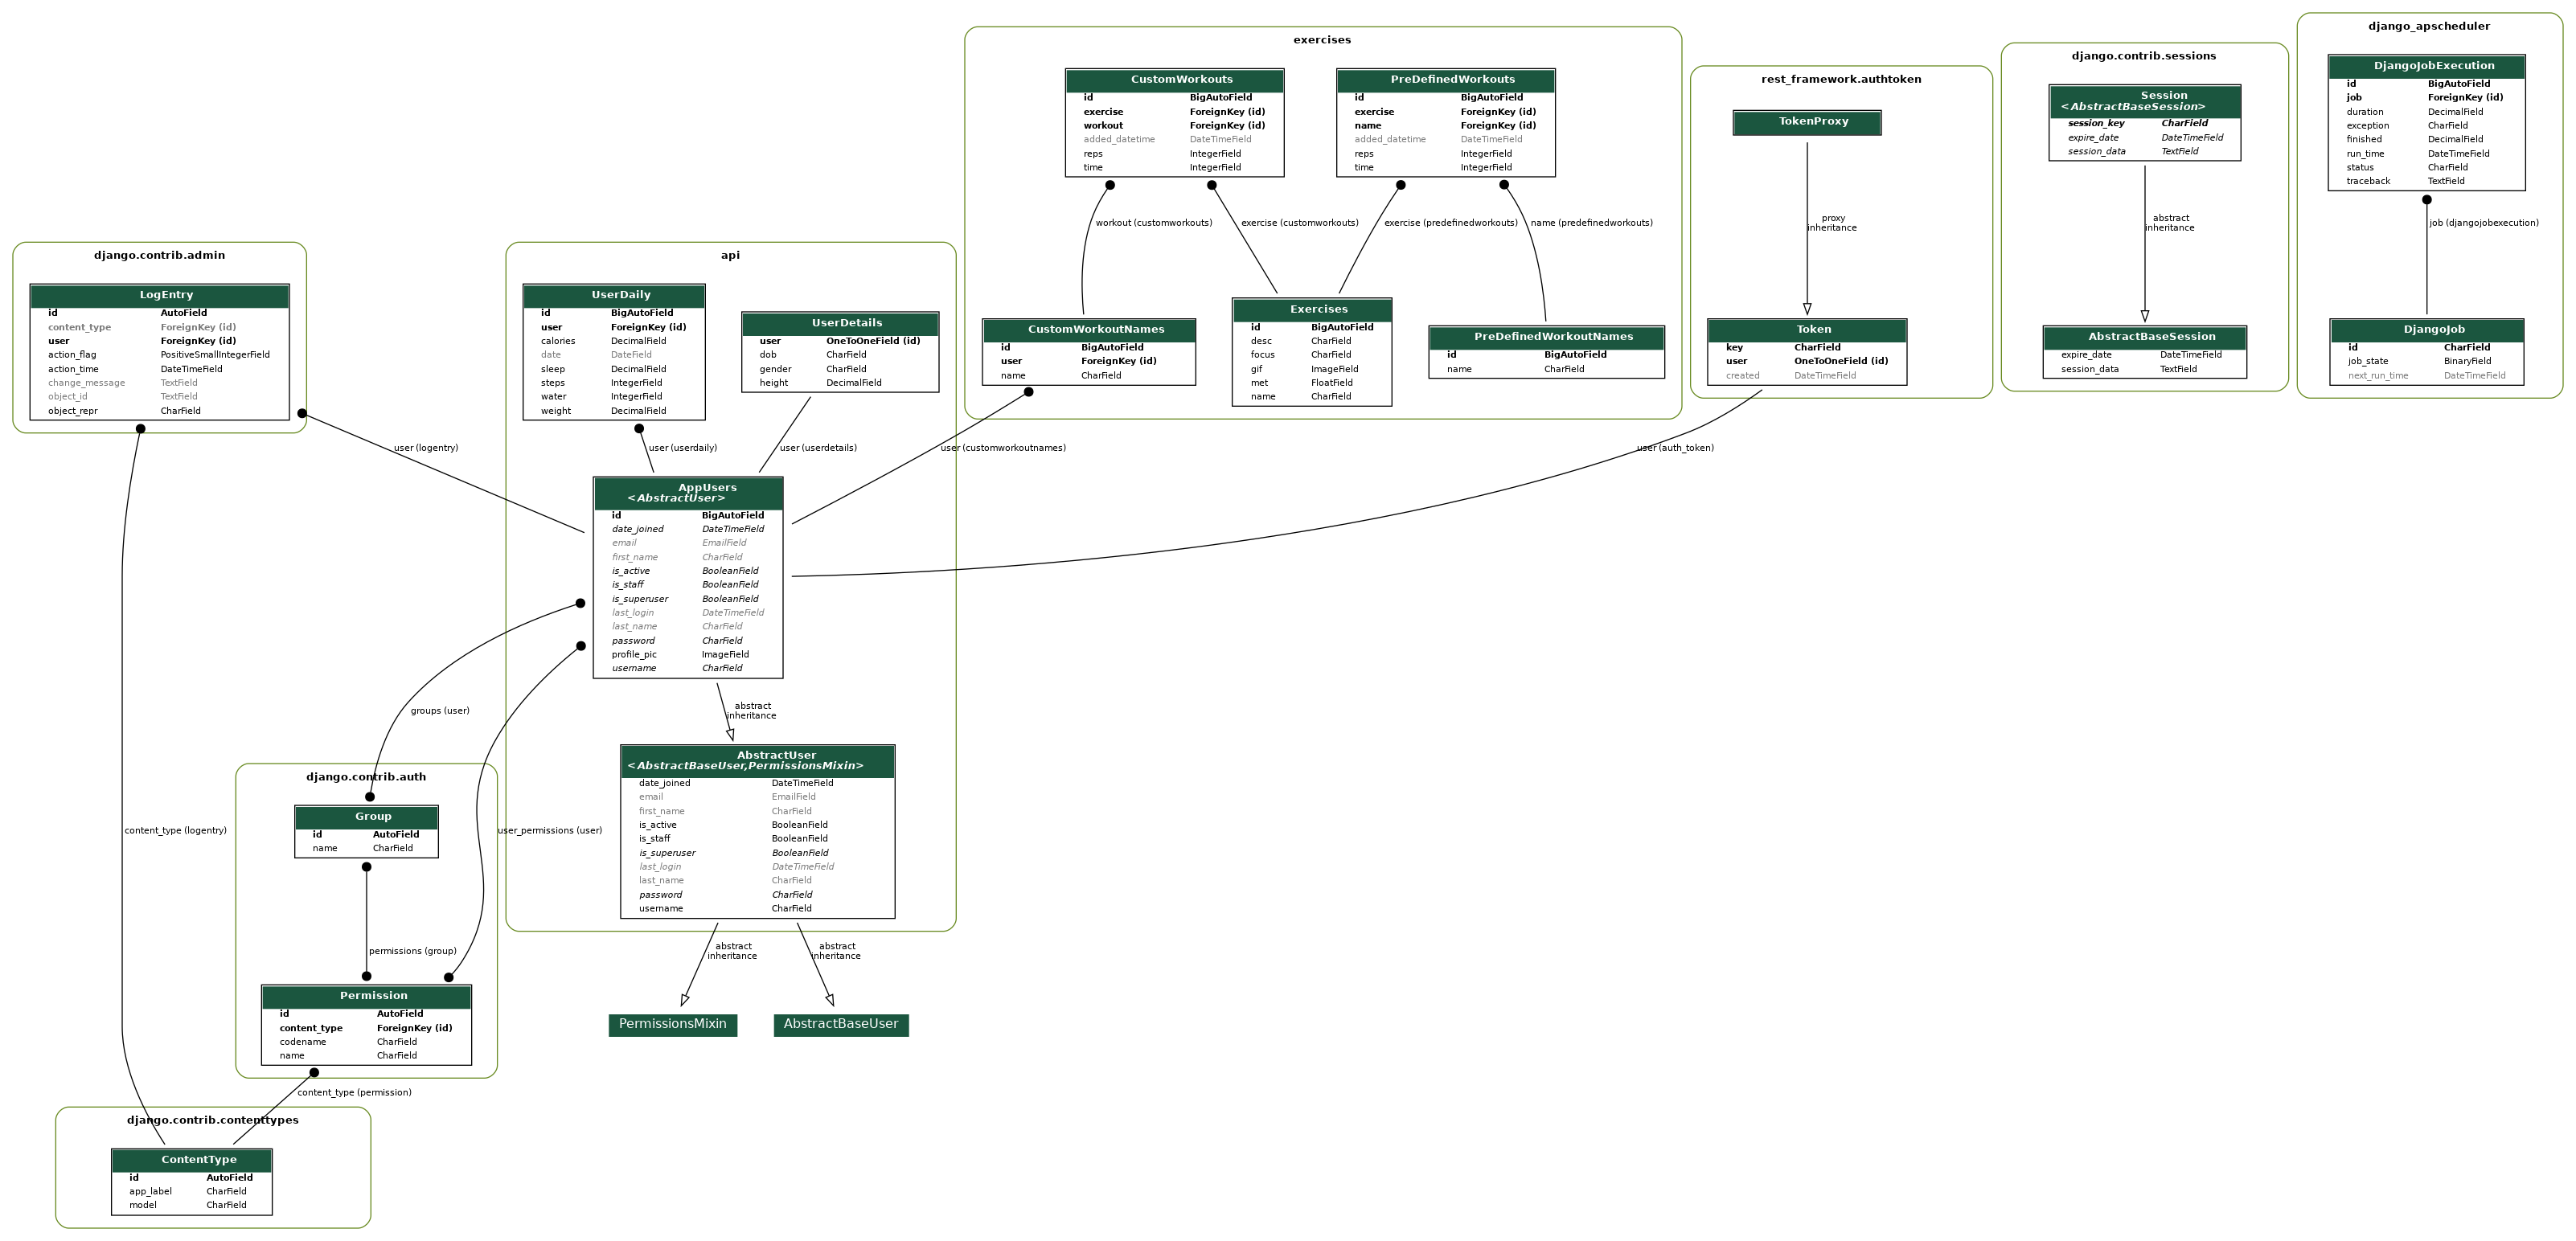 django_apscheduler
DjangoJobExecution
id BigAutoField
job ForeignKey (id)
duration DecimalField
exception CharField
finished DecimalField
run_time DateTimeField
status CharField
traceback TextField
job (djangojobexecution)
DjangoJob
id CharField
job_state BinaryField
next_run_time DateTimeField
django.contrib.sessions
Session
<AbstractBaseSession>
session_key CharField
expire_date DateTimeField
session_data TextField
abstract
inheritance
AbstractBaseSession
expire_date DateTimeField
session_data TextField
rest_framework.authtoken
TokenProxy
proxy
inheritance
Token
key CharField
user OneToOneField (id)
created DateTimeField
user (auth_token)
exercises
CustomWorkouts
id BigAutoField
exercise ForeignKey (id)
workout ForeignKey (id)
added_datetime DateTimeField
reps IntegerField
time IntegerField
PreDefinedWorkouts
id BigAutoField
exercise ForeignKey (id)
name ForeignKey (id)
added_datetime DateTimeField
reps IntegerField
time IntegerField
workout (customworkouts)
exercise (customworkouts)
exercise (predefinedworkouts)
name (predefinedworkouts)
CustomWorkoutNames
id BigAutoField
user ForeignKey (id)
name CharField
Exercises
id BigAutoField
desc CharField
focus CharField
gif ImageField
met FloatField
name CharField
PreDefinedWorkoutNames
id BigAutoField
name CharField
user (customworkoutnames)
django.contrib.admin
LogEntry
id AutoField
content_type ForeignKey (id)
user ForeignKey (id)
action_flag PositiveSmallIntegerField
action_time DateTimeField
change_message TextField
object_id TextField
object_repr CharField
user (logentry)
content_type (logentry)
api
UserDaily
id BigAutoField
user ForeignKey (id)
calories DecimalField
date DateField
sleep DecimalField
steps IntegerField
water IntegerField
weight DecimalField
UserDetails
user OneToOneField (id)
dob CharField
gender CharField
height DecimalField
user (userdaily)
user (userdetails)
AppUsers
<AbstractUser>
id BigAutoField
date_joined DateTimeField
email EmailField
first_name CharField
is_active BooleanField
is_staff BooleanField
is_superuser BooleanField
last_login DateTimeField
last_name CharField
password CharField
profile_pic ImageField
username CharField
abstract
inheritance
AbstractUser
<AbstractBaseUser,PermissionsMixin>
date_joined DateTimeField
email EmailField
first_name CharField
is_active BooleanField
is_staff BooleanField
is_superuser BooleanField
last_login DateTimeField
last_name CharField
password CharField
username CharField
abstract
inheritance
abstract
inheritance
PermissionsMixin
AbstractBaseUser
groups (user)
user_permissions (user)
django.contrib.auth
Group
id AutoField
name CharField
permissions (group)
Permission
id AutoField
content_type ForeignKey (id)
codename CharField
name CharField
content_type (permission)
django.contrib.contenttypes
ContentType
id AutoField
app_label CharField
model CharField